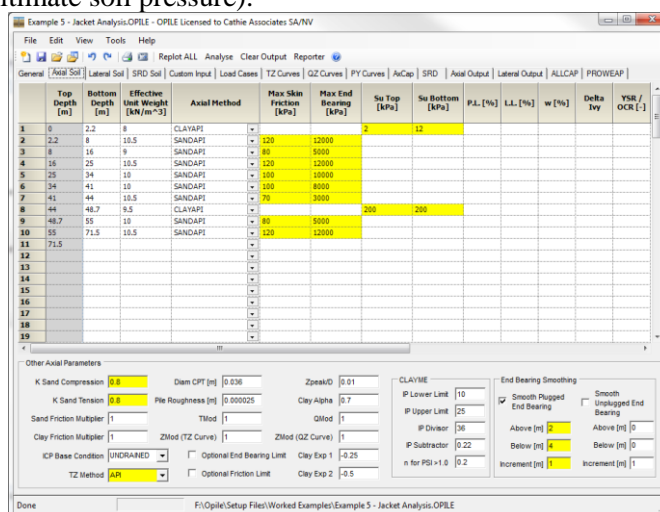 timate soil pressure).
Example 5 - Jacket Analysis.OPILE - OPILE Licensed to Cathie Associates SA/NV
File Edit View Tools Help
Replot ALL Analyse Clear Output Reporter
General Axial Soil Lateral Soil SRD Soil Custom Input Load Cases TZ Curves QZ Curves PY Curves AxCap SRD Axial Output Lateral Output ALLCAP PROWEAP
Top Depth [m] Bottom Depth [m] Effective Unit Weight [kN/m^3] Axial Method Max Skin Friction [kPa] Max End Bearing [kPa] Su Top [kPa] Su Bottom [kPa] P.L. [%] L.L. [%] w [%] Delta Ivy YSR / OCR [-]
1 0 2.2 8 CLAYAPI 2 12
2 2.2 8 10.5 SANDAPI 120 12000
3 8 16 9 SANDAPI 80 5000
4 16 25 10.5 SANDAPI 120 12000
5 25 34 10 SANDAPI 100 10000
6 34 41 10 SANDAPI 100 8000
7 41 44 10.5 SANDAPI 70 3000
8 44 48.7 9.5 CLAYAPI 200 200
9 48.7 55 10 SANDAPI 80 5000
10 55 71.5 10.5 SANDAPI 120 12000
11 71.5
12
13
14
15
16
17
18
19
Other Axial Parameters
K Sand Compression 0.8 Diam CPT [m] 0.036 Zpeak/D 0.01
K Sand Tension 0.8 Pile Roughness [m] 0.000025 Clay Alpha 0.7
Sand Friction Multiplier 1 TMod 1 QMod 1
Clay Friction Multiplier 1 ZMod (TZ Curve) 1 ZMod (QZ Curve) 1
ICP Base Condition UNDRAINED Optional End Bearing Limit Clay Exp 1 -0.25
TZ Method API Optional Friction Limit Clay Exp 2 -0.5
CLAYME
IP Lower Limit 10
IP Upper Limit 25
IP Divisor 36
IP Subtractor 0.22
n for PSI >1.0 0.2
End Bearing Smoothing
Smooth Plugged End Bearing Smooth Unplugged End Bearing
Above [m] 2 Above [m] 0
Below [m] 4 Below [m] 0
Increment [m] 1 Increment [m] 1
Done F:\Opile\Setup Files\Worked Examples\Example 5 - Jacket Analysis.OPILE